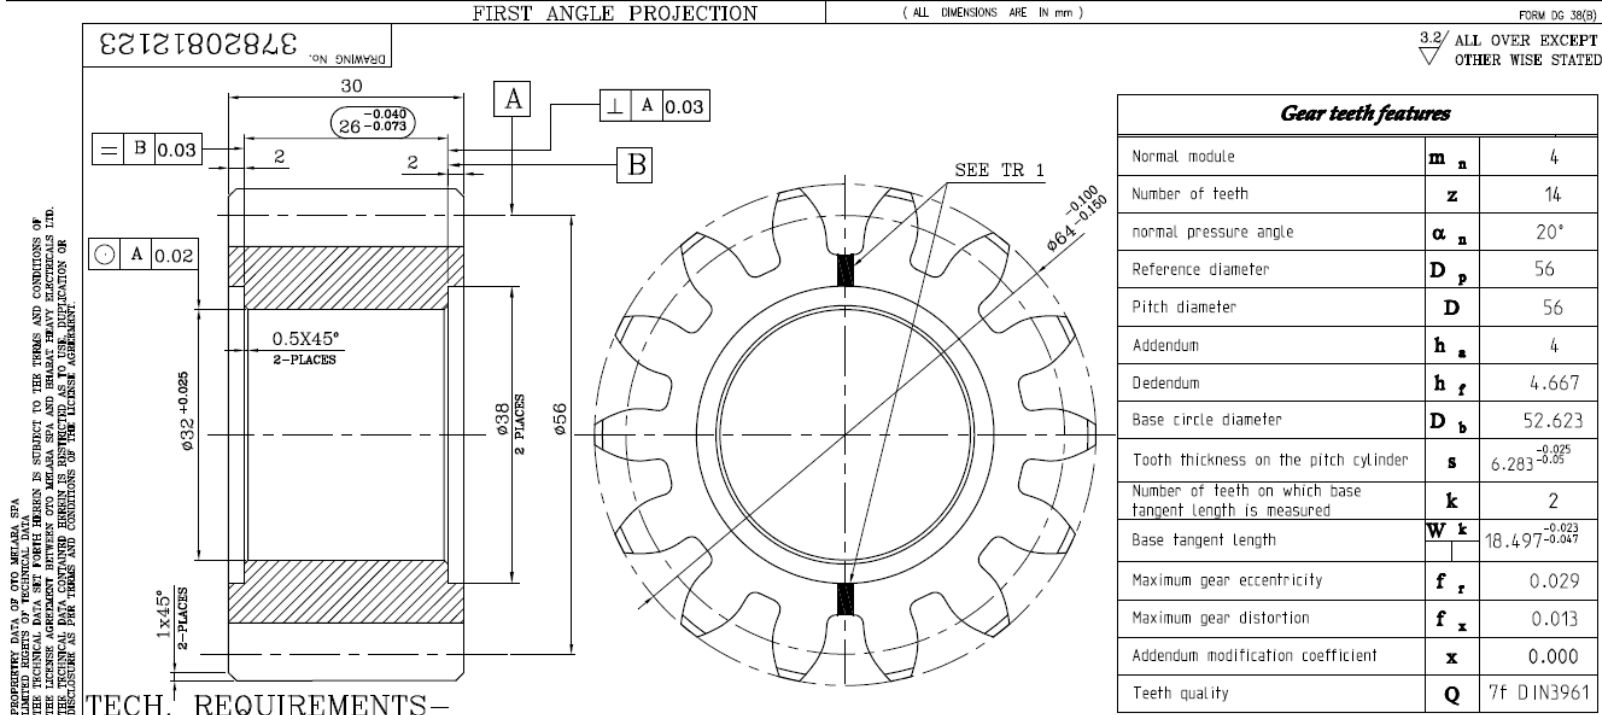 FIRST ANGLE PROJECTION
( ALL DIMENSIONS ARE IN mm )
FORM DG 38(B)
DRAWING No. 37820812123
3.2/ ALL OVER EXCEPT
OTHER WISE STATED
30
A
⊥ A 0.03
26 -0.040
-0.073
= B 0.03
2
2
B
SEE TR 1
ø64 -0.100
-0.150
○ A 0.02
0.5X45°
2-PLACES
ø32 +0.025
ø38
2 PLACES
ø56
1x45°
2-PLACES
TECH. REQUIREMENTS-
PROPRIETRY DATA OF OTO MELARA SPA
LIMITED RIGHTS OF TECHNICAL DATA
THE TECHNICAL DATA SET FORTH HEREIN IS SUBJECT TO THE TERMS AND CONDITIONS OF
THE LICENSE AGREEMENT BETWEEN OTO MELARA SPA AND BHARAT HEAVY ELECTRICALS LTD.
THE TECHNICAL DATA CONTAINED HEREIN IS RESTRICTED AS TO USE, DUPLICATION OR
DISCLOSURE AS PER TERMS AND CONDITIONS OF THE LICENSE AGREEMENT.
Gear teeth features
Normal module m n 4
Number of teeth z 14
normal pressure angle α n 20°
Reference diameter D p 56
Pitch diameter D 56
Addendum h a 4
Dedendum h f 4.667
Base circle diameter D b 52.623
Tooth thickness on the pitch cylinder s 6.283 -0.025
-0.05
Number of teeth on which base
tangent length is measured k 2
Base tangent length W k 18.497 -0.023
-0.047
Maximum gear eccentricity f r 0.029
Maximum gear distortion f x 0.013
Addendum modification coefficient x 0.000
Teeth quality Q 7f DIN3961